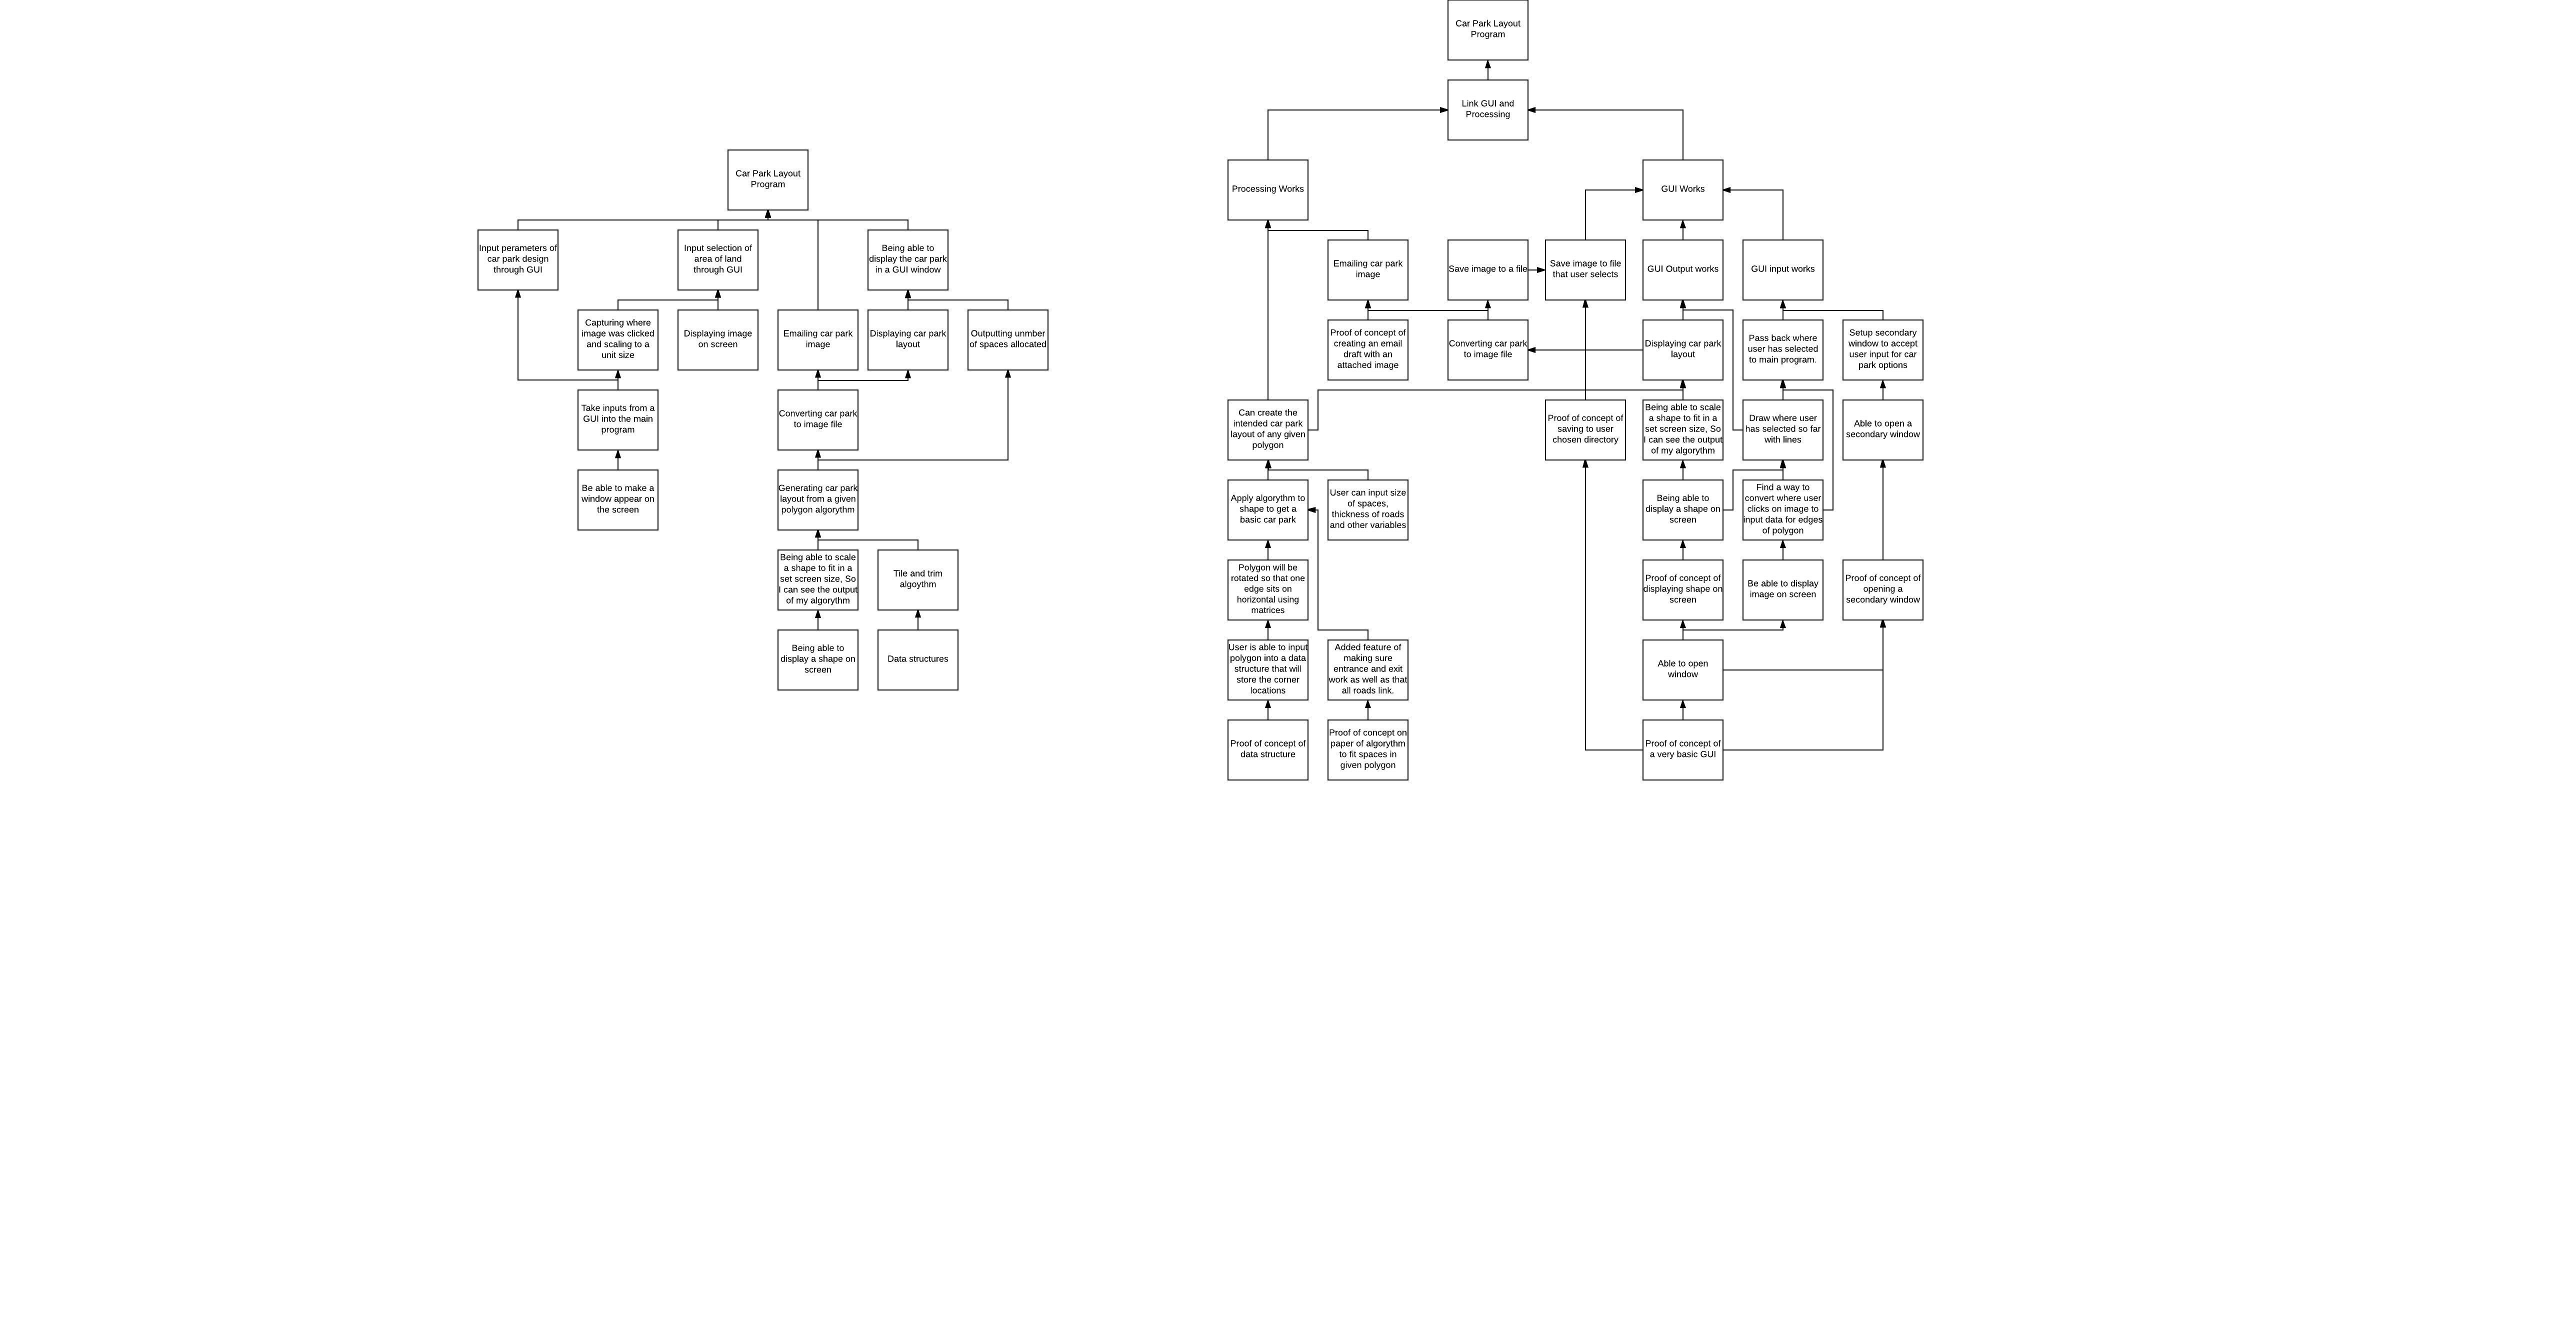 Car Park Layout
Program
Input perameters of
car park design
through GUI
Input selection of
area of land
through GUI
Being able to
display the car park
in a GUI window
Capturing where
image was clicked
and scaling to a
unit size
Displaying image
on screen
Emailing car park
image
Displaying car park
layout
Outputting unmber
of spaces allocated
Take inputs from a
GUI into the main
program
Converting car park
to image file
Be able to make a
window appear on
the screen
Generating car park
layout from a given
polygon algorythm
Being able to scale
a shape to fit in a
set screen size, So
I can see the output
of my algorythm
Tile and trim
algoythm
Being able to
display a shape on
screen
Data structures
Car Park Layout
Program
Link GUI and
Processing
Processing Works
GUI Works
Emailing car park
image
Save image to a file
Save image to file
that user selects
GUI Output works
GUI input works
Proof of concept of
creating an email
draft with an
attached image
Converting car park
to image file
Displaying car park
layout
Pass back where
user has selected
to main program.
Setup secondary
window to accept
user input for car
park options
Can create the
intended car park
layout of any given
polygon
Proof of concept of
saving to user
chosen directory
Being able to scale
a shape to fit in a
set screen size, So
I can see the output
of my algorythm
Draw where user
has selected so far
with lines
Able to open a
secondary window
Apply algorythm to
shape to get a
basic car park
User can input size
of spaces,
thickness of roads
and other variables
Being able to
display a shape on
screen
Find a way to
convert where user
clicks on image to
input data for edges
of polygon
Polygon will be
rotated so that one
edge sits on
horizontal using
matrices
Proof of concept of
displaying shape on
screen
Be able to display
image on screen
Proof of concept of
opening a
secondary window
User is able to input
polygon into a data
structure that will
store the corner
locations
Added feature of
making sure
entrance and exit
work as well as that
all roads link.
Able to open
window
Proof of concept of
data structure
Proof of concept on
paper of algorythm
to fit spaces in
given polygon
Proof of concept of
a very basic GUI